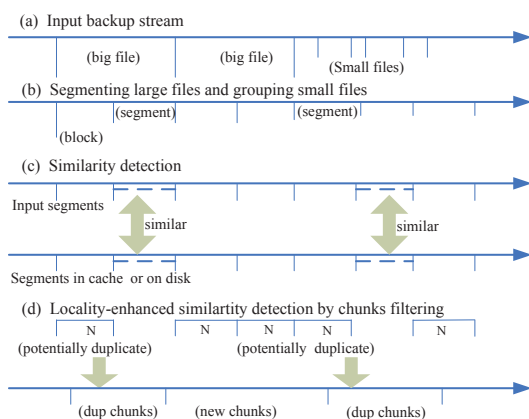 (a) Input backup stream
(big file) (big file) (Small files)
(b) Segmenting large files and grouping small files
(segment) (segment)
(block)
(c) Similarity detection
Input segments
similar similar
Segments in cache or on disk
(d) Locality-enhanced similartity detection by chunks filtering
N N N N N
(potentially duplicate) (potentially duplicate)
(dup chunks) (new chunks) (dup chunks)